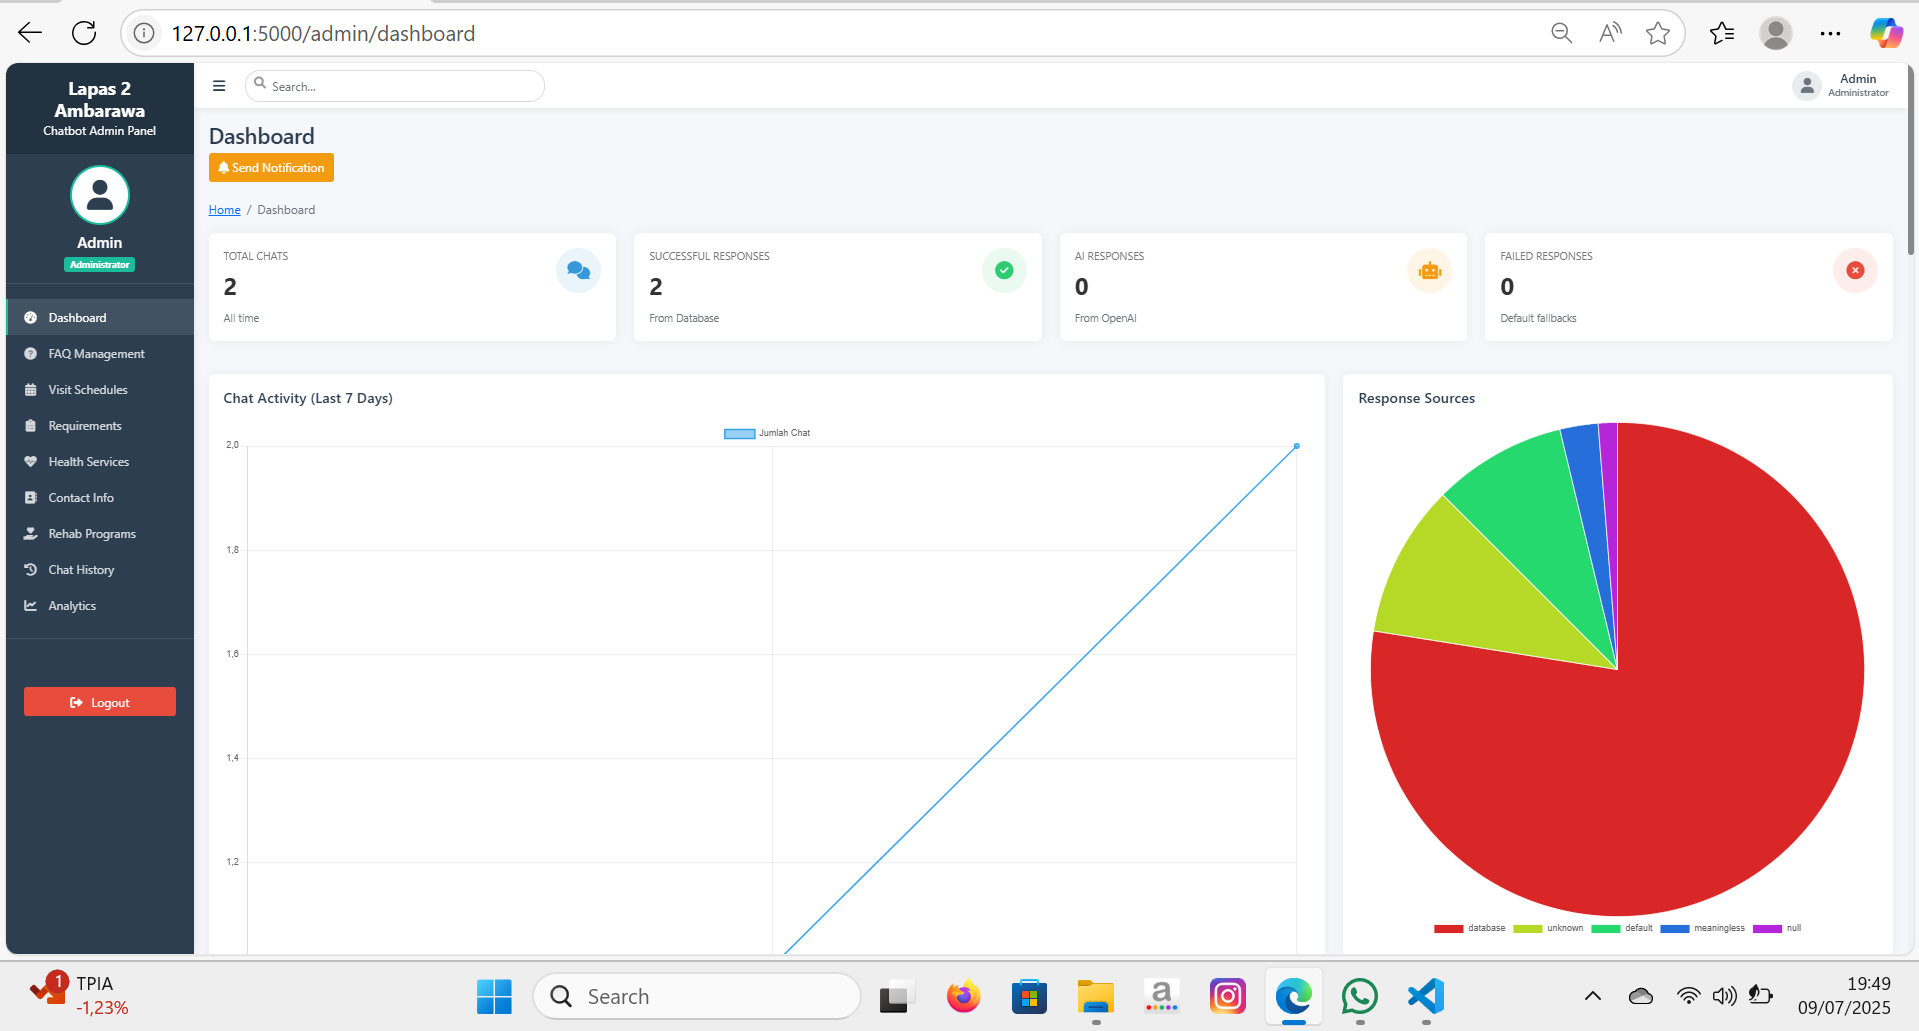 127.0.0.1:5000/admin/dashboard
Lapas 2
Ambarawa
Chatbot Admin Panel
Search...
Admin
Administrator
Admin
Administrator
Dashboard
FAQ Management
Visit Schedules
Requirements
Health Services
Contact Info
Rehab Programs
Chat History
Analytics
Logout
Dashboard
Send Notification
Home / Dashboard
TOTAL CHATS
2
All time
SUCCESSFUL RESPONSES
2
From Database
AI RESPONSES
0
From OpenAI
FAILED RESPONSES
0
Default fallbacks
Chat Activity (Last 7 Days)
Jumlah Chat
2,0
1,8
1,6
1,4
1,2
Response Sources
database unknown default meaningless null
1
TPIA
-1,23%
Search
a
19:49
09/07/2025